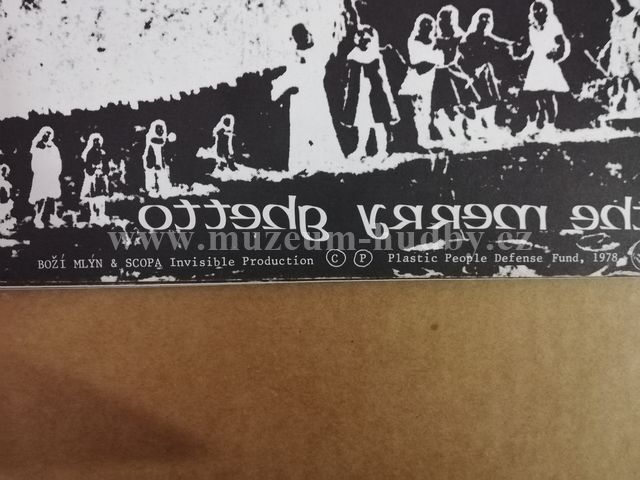 the merry ghetto
www.muzeum-hudby.cz
BOŽÍ MLÝN & SCOPA Invisible Production Ⓒ Ⓟ Plastic People Defense Fund, 1978